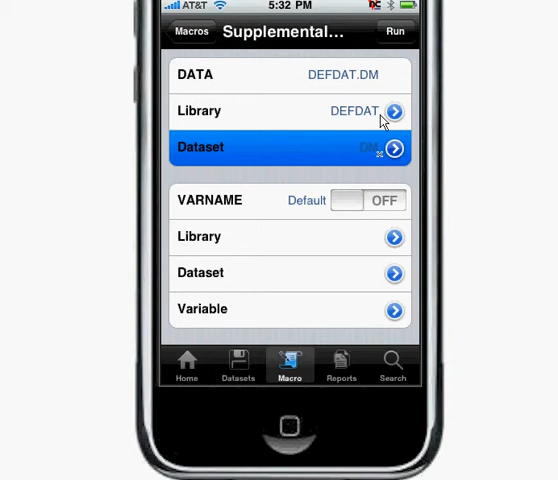 AT&T 5:32 PM
Macros Supplemental... Run
DATA DEFDAT.DM
Library DEFDAT
Dataset DM
VARNAME Default OFF
Library
Dataset
Variable
Home Datasets Macro Reports Search